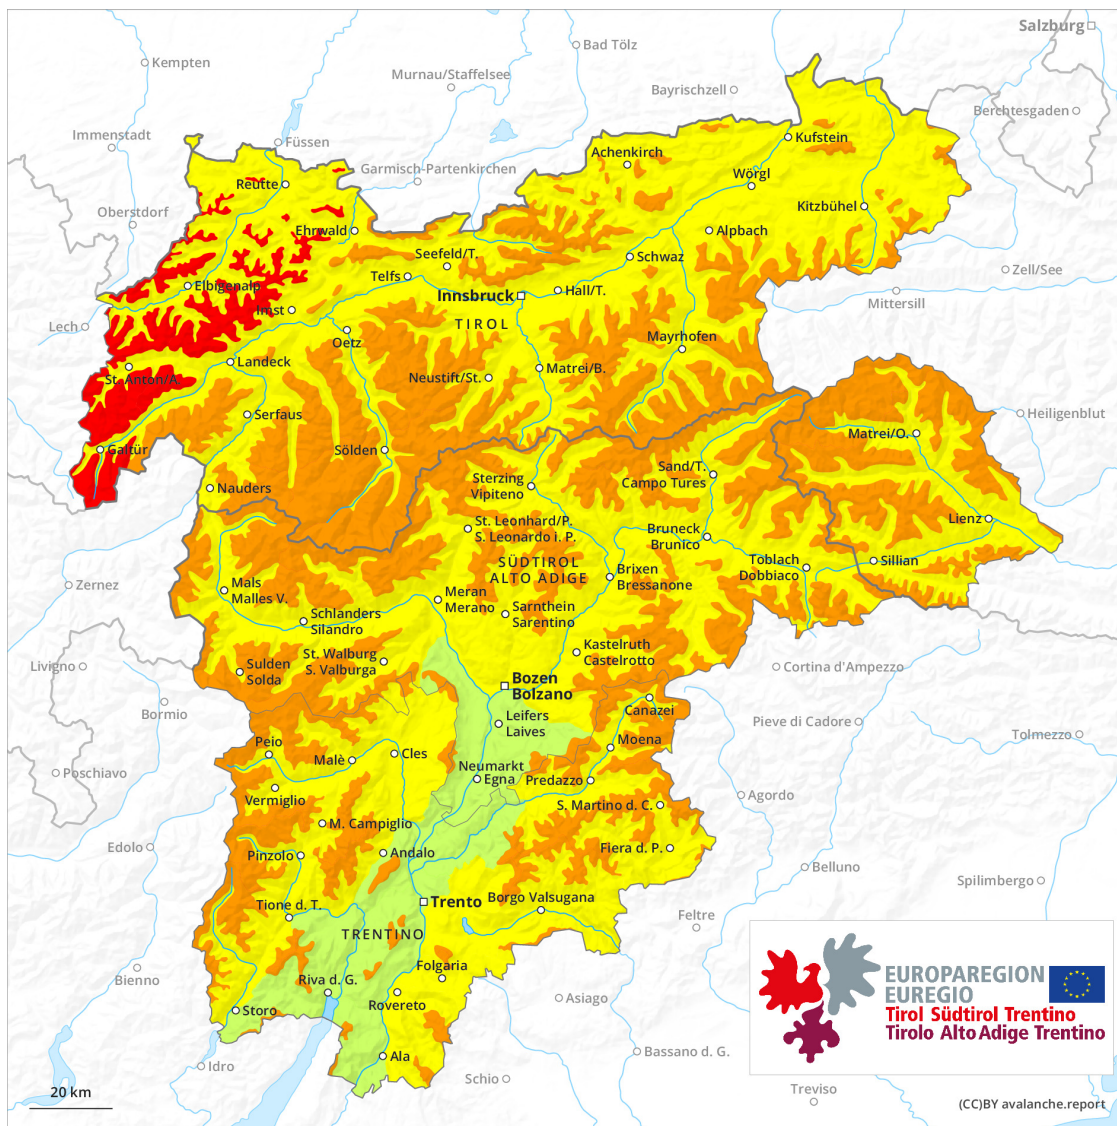 Salzburg
Bad Tölz
Kempten
Murnau/Staffelsee
Bayrischzell
Berchtesgaden
Immenstadt
Füssen
Kufstein
Achenkirch
Garmisch-Partenkirchen
Wörgl
Reutte
Oberstdorf
Kitzbühel
Ehrwald
Alpbach
Seefeld/T.
Schwaz
Telfs
Zell/See
Elbigenalp
Innsbruck
Hall/T.
Mittersill
Imst
Lech
TIROL
Oetz
Mayrhofen
Landeck
Matrei/B.
St. Anton/A.
Neustift/St.
Serfaus
Heiligenblut
Matrei/O.
Galtür
Sölden
Sand/T.
Campo Tures
Sterzing
Vipiteno
Nauders
Lienz
St. Leonhard/P.
S. Leonardo i. P.
Bruneck
Brunico
SÜDTIROL
ALTO ADIGE
Toblach
Dobbiaco
Sillian
Brixen
Bressanone
Zernez
Mals
Malles V.
Meran
Merano
Schlanders
Silandro
Sarnthein
Sarentino
Kastelruth
Castelrotto
St. Walburg
S. Valburga
Livigno
Sulden
Solda
Cortina d'Ampezzo
Bozen
Bolzano
Bormio
Canazei
Leifers
Laives
Pieve di Cadore
Tolmezzo
Peio
Moena
Cles
Malè
Poschiavo
Neumarkt
Egna
Predazzo
Vermiglio
Agordo
S. Martino d. C.
M. Campiglio
Edolo
Fiera d. P.
Pinzolo
Andalo
Belluno
Spilimbergo
Borgo Valsugana
Trento
Tione d. T.
Feltre
TRENTINO
Folgaria
Bienno
Riva d. G.
Asiago
Rovereto
Storo
EUROPAREGION
EUREGIO
Tirol Südtirol Trentino
Tirolo Alto Adige Trentino
Ala
Bassano d. G.
Idro
Schio
Treviso
20 km
(CC)BY avalanche.report